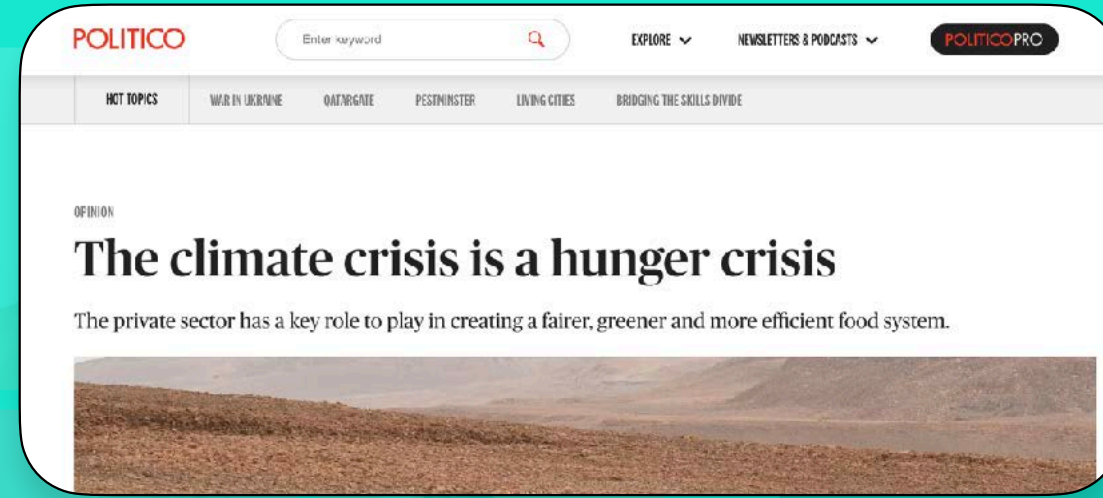 POLITICO
Enter keyword
EXPLORE
NEWSLETTERS & PODCASTS
POLITICOPRO
HOT TOPICS
WAR IN UKRAINE
QATARGATE
PESTMINSTER
LIVING CITIES
BRIDGING THE SKILLS DIVIDE
OPINION
The climate crisis is a hunger crisis
The private sector has a key role to play in creating a fairer, greener and more efficient food system.